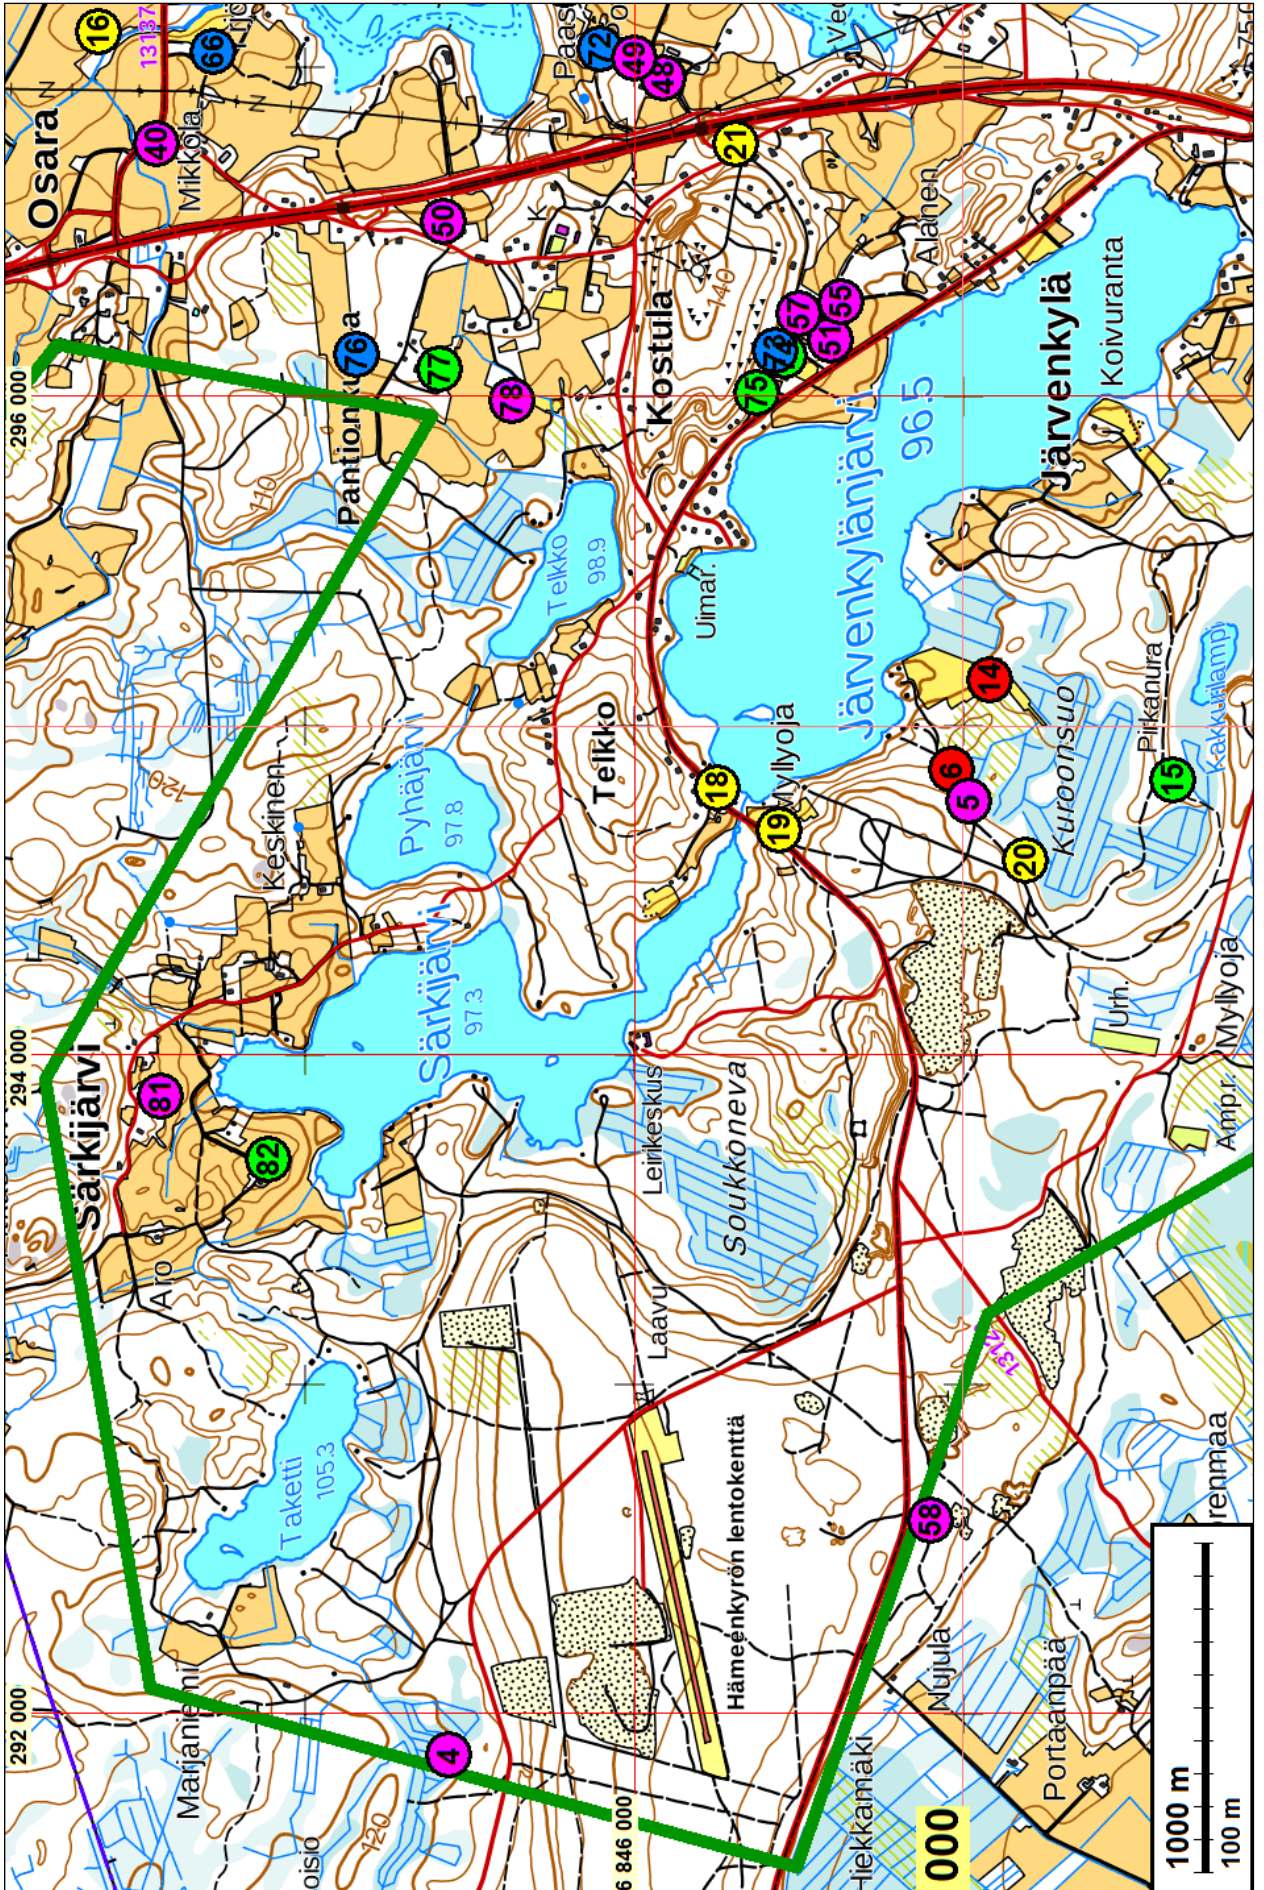 292 000
294 000
296 000
6 846 000
000
Osara
Mikkola
13137
16
66
40
50
72
49
48
21
76
77
78
75
57
51
55
K
140
Kostula
Alanen
Järvenkylä
Koivuranta
Järvenkylänjärvi
96.5
Uimar.
110
Telkko
98.9
Telkko
Pyhäjärvi
97.8
Keskinen
120
Särkijärvi
97.3
Särkijärvi
81
82
Aro
18
19
Myllyoja
14
6
5
20
15
Kuroonsuo
Pirkanura
Kakkurilampi
Urh.
Myllyoja
Amp.r.
Leirikeskus
Soukkoneva
Laavu
Taketti
105.3
Marjaniemi
4
120
Hämeenkyrön lentokenttä
58
Nujula
Portaanpää
Hiekkamäki
1000 m
100 m